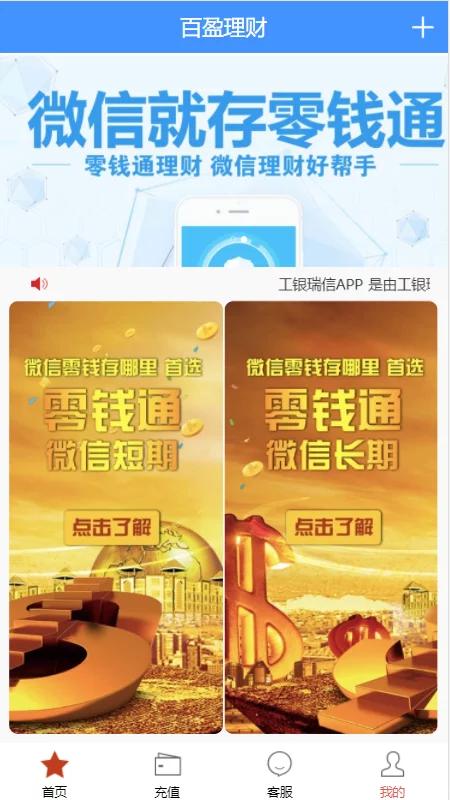 百盈理财
微信就存零钱通
零钱通理财 微信理财好帮手
工银瑞信APP 是由工银
微信零钱存哪里 首选
零钱通
微信短期
点击了解
微信零钱存哪里 首选
零钱通
微信长期
点击了解
首页
充值
客服
我的